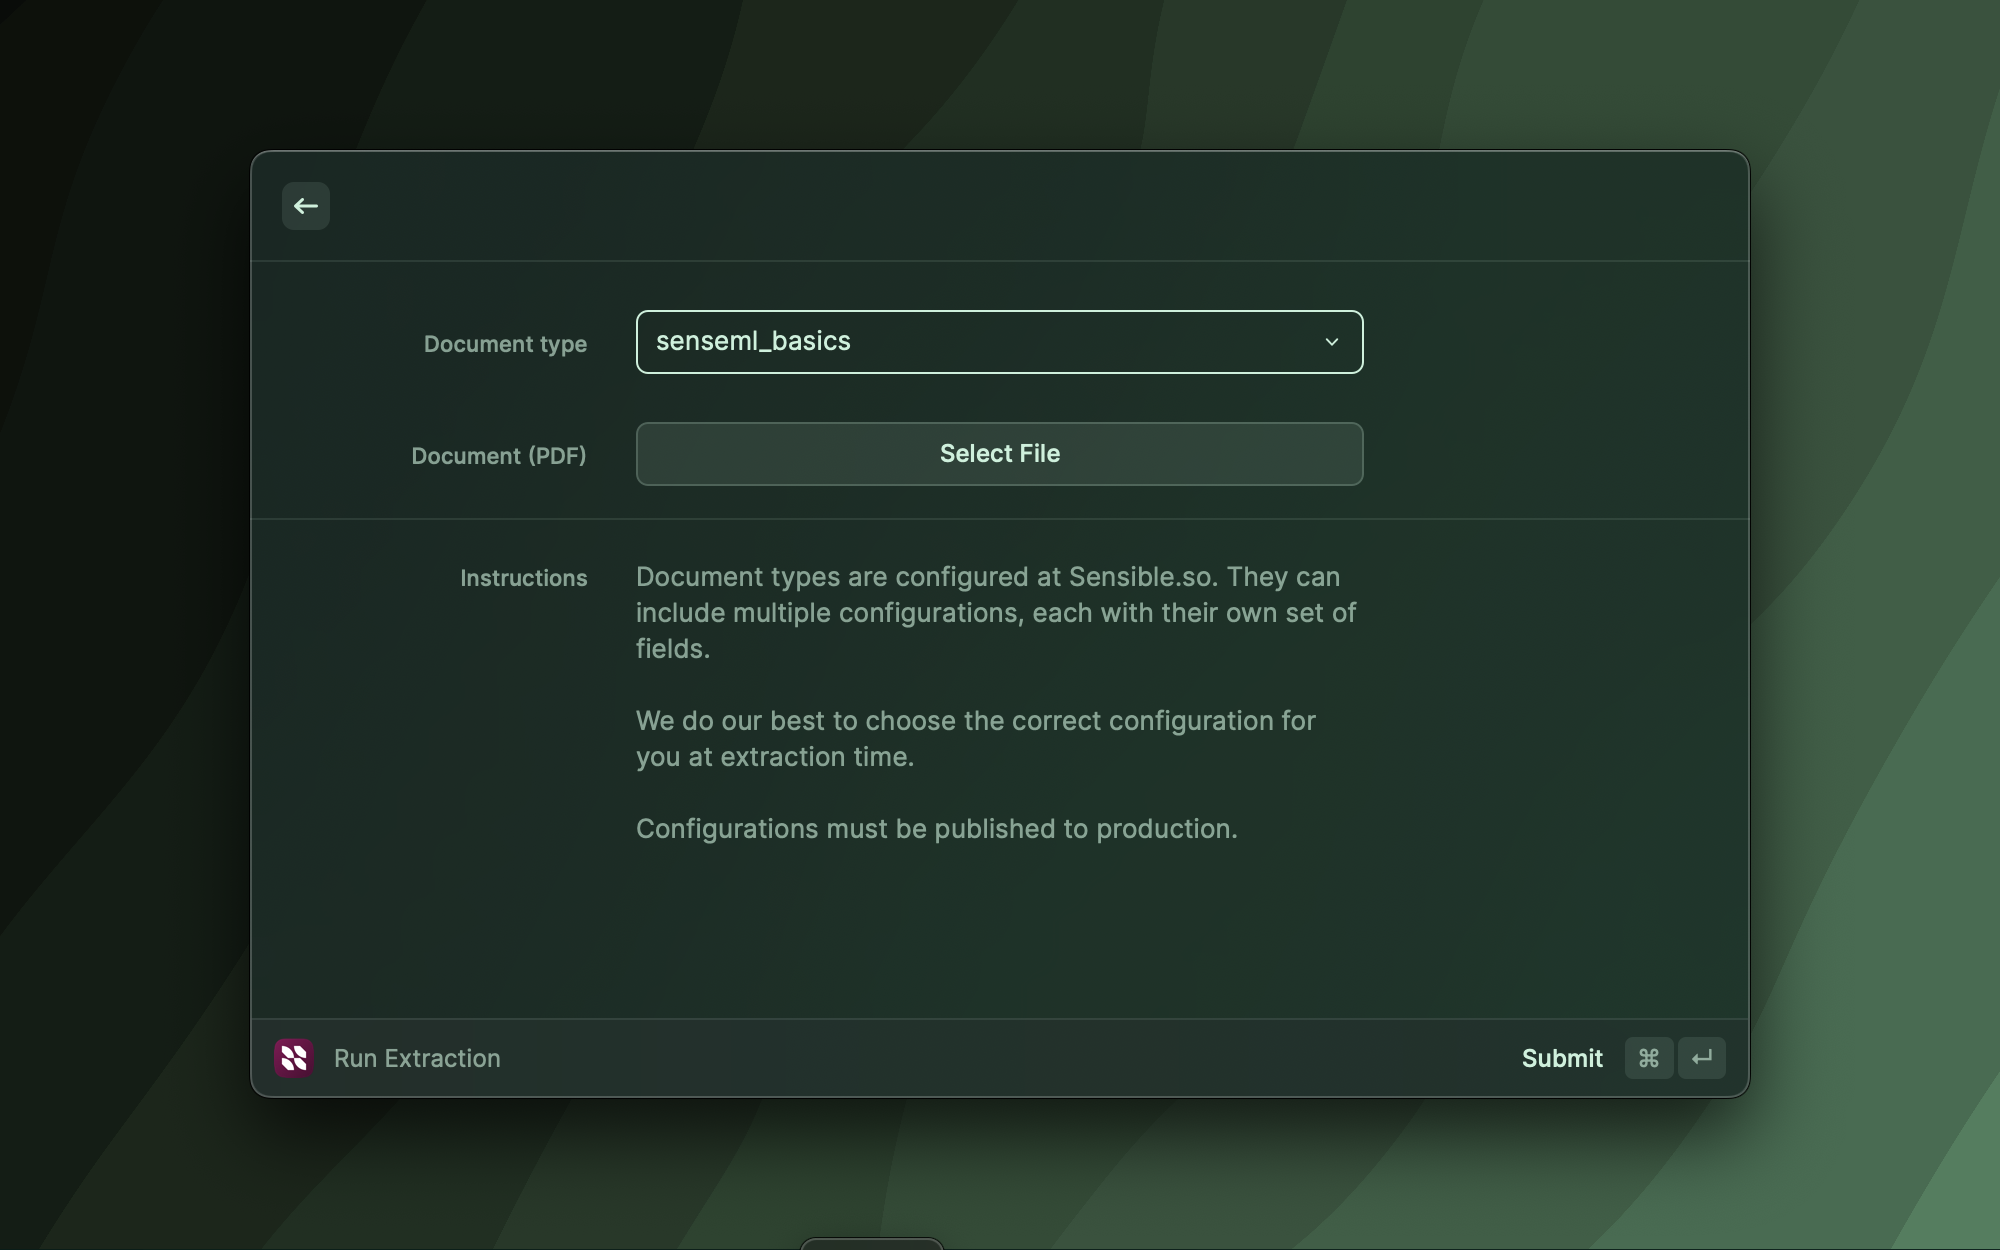 Document type
senseml_basics
Document (PDF)
Select File
Instructions
Document types are configured at Sensible.so. They can
include multiple configurations, each with their own set of
fields.
We do our best to choose the correct configuration for
you at extraction time.
Configurations must be published to production.
Run Extraction
Submit ⌘ ↵